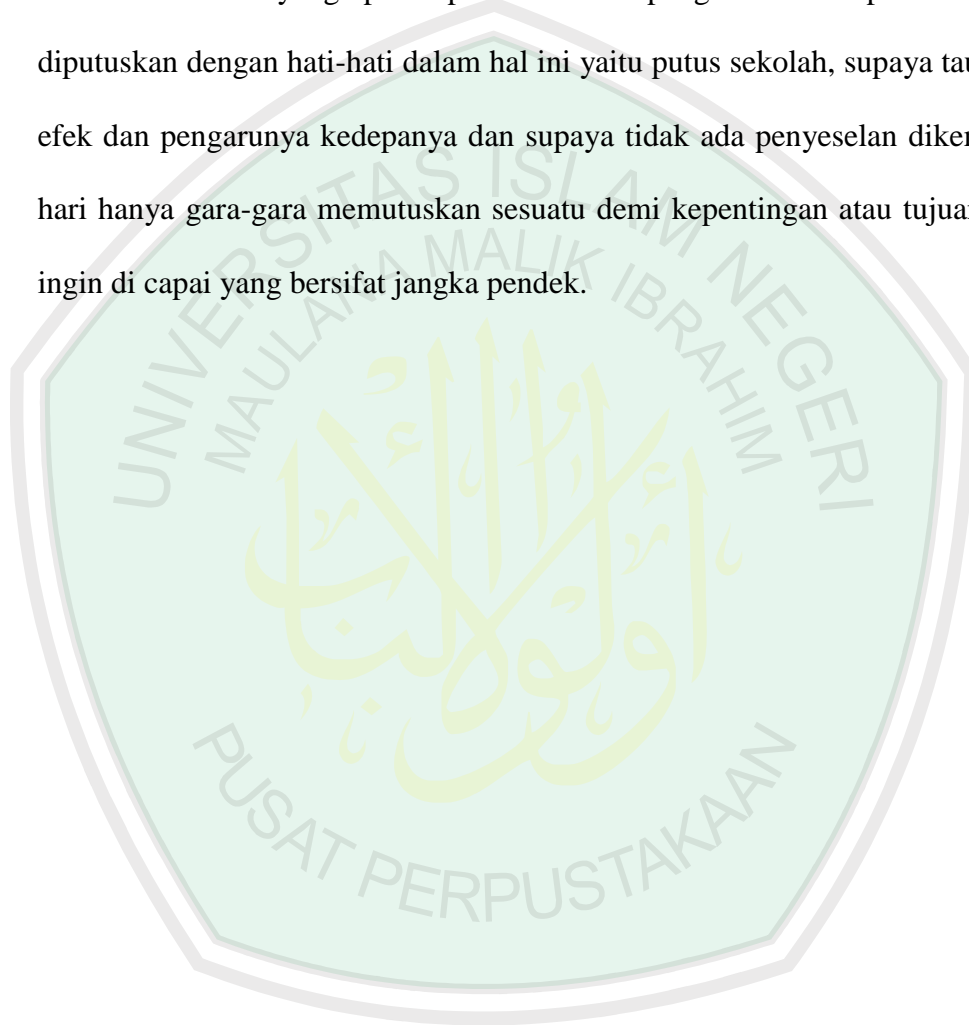 diputuskan dengan hati-hati dalam hal ini yaitu putus sekolah, supaya tau
efek dan pengarunya kedepanya dan supaya tidak ada penyeselan diken
hari hanya gara-gara memutuskan sesuatu demi kepentingan atau tujuan
ingin di capai yang bersifat jangka pendek.
UNIVERSITAS ISLAM NEGERI
MAULANA MALIK IBRAHIM
PUSAT PERPUSTAKAAN